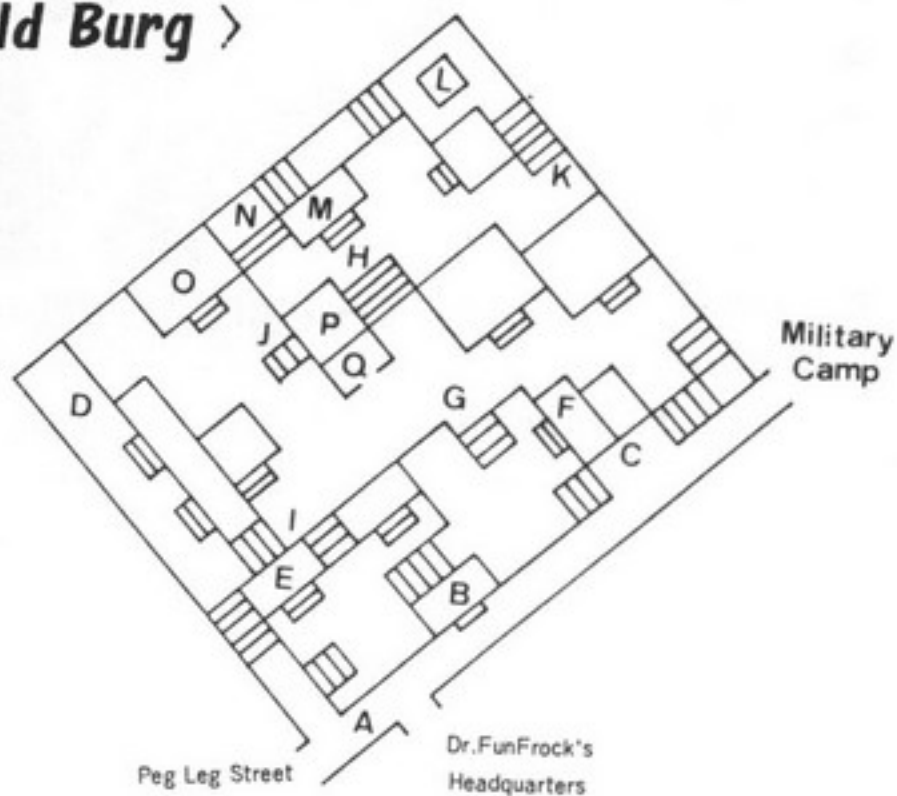 ld Burg >
L
K
N
M
H
O
J
P
Q
D
G
F
C
Military
Camp
I
E
B
A
Peg Leg Street
Dr.FunFrock's
Headquarters